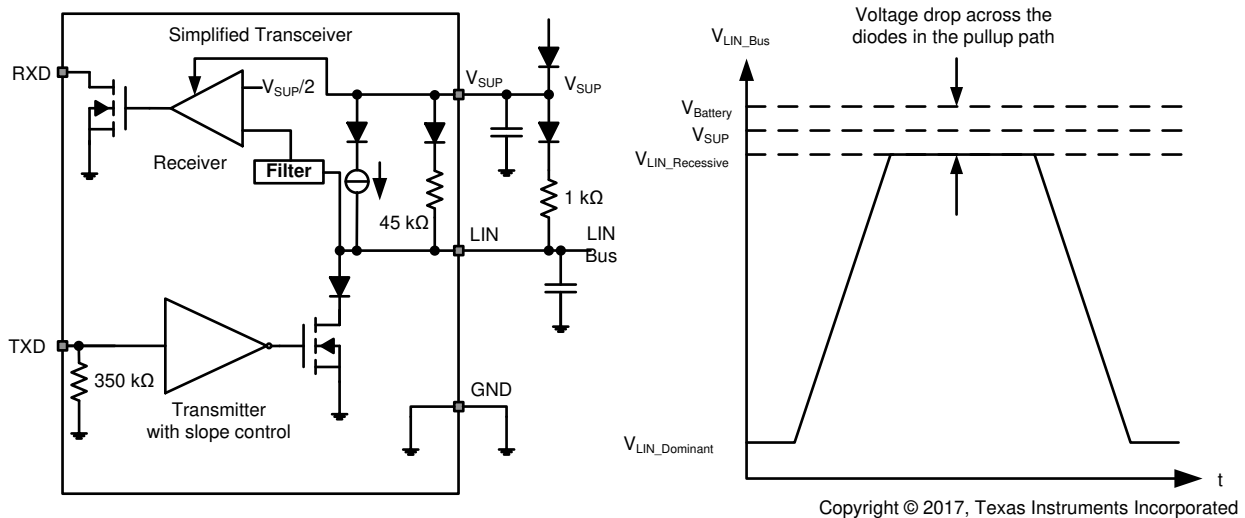 Simplified Transceiver
RXD
V_SUP/2
V_SUP
V_SUP
Receiver
Filter
45 kΩ
1 kΩ
LIN
LIN
Bus
TXD
350 kΩ
Transmitter
with slope control
GND
Voltage drop across the
diodes in the pullup path
V_LIN_Bus
V_Battery
V_SUP
V_LIN_Recessive
V_LIN_Dominant
t
Copyright © 2017, Texas Instruments Incorporated